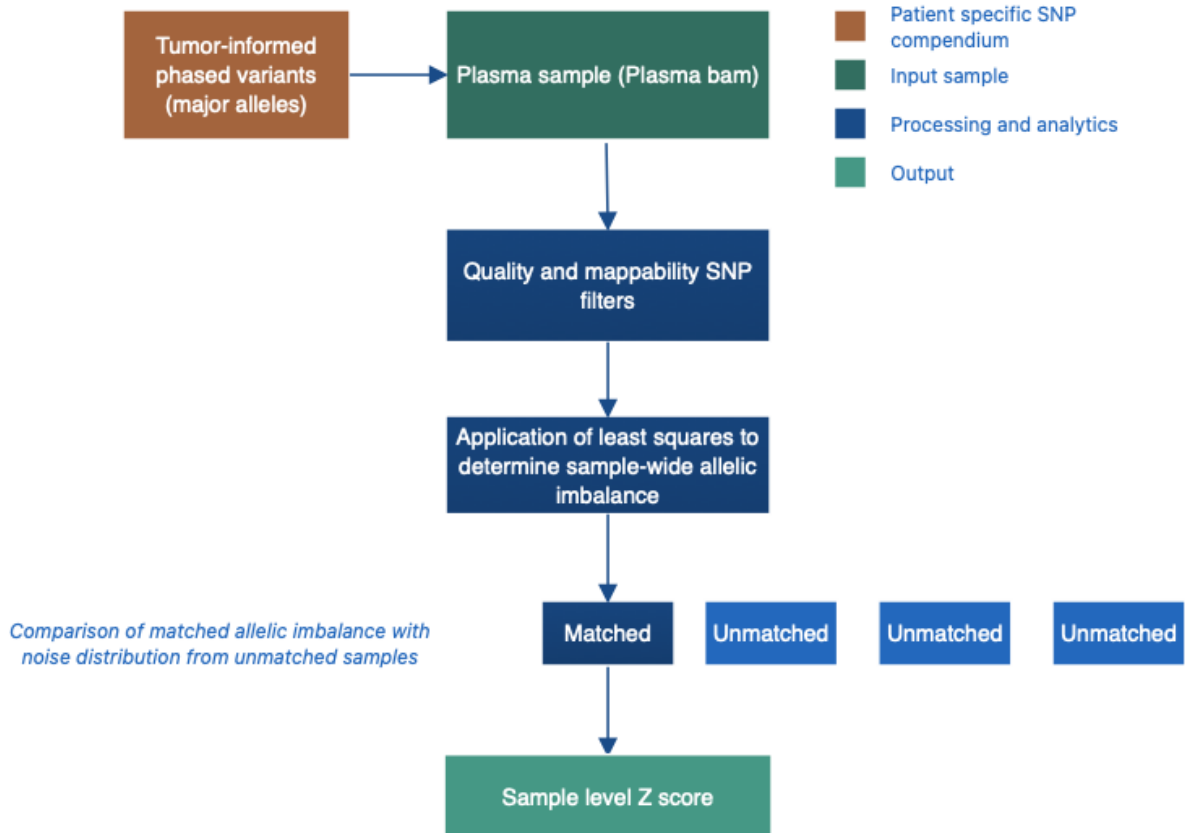 Tumor-informed
phased variants
(major alleles)
Plasma sample (Plasma bam)
Patient specific SNP
compendium
Input sample
Processing and analytics
Output
Quality and mappability SNP
filters
Application of least squares to
determine sample-wide allelic
imbalance
Comparison of matched allelic imbalance with
noise distribution from unmatched samples
Matched
Unmatched
Unmatched
Unmatched
Sample level Z score